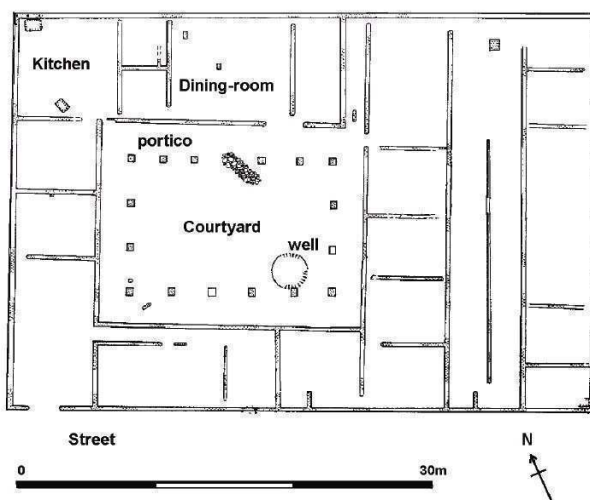 Kitchen
Dining-room
portico
Courtyard
well
Street
N
0 30m